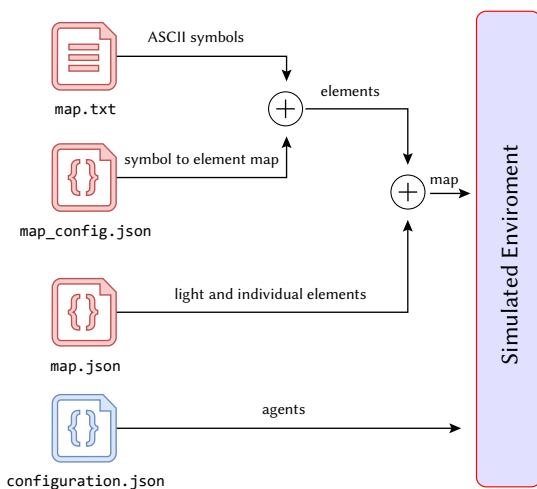 ASCII symbols
map.txt
elements
symbol to element map
map_config.json
map
light and individual elements
map.json
agents
configuration.json
Simulated Enviroment